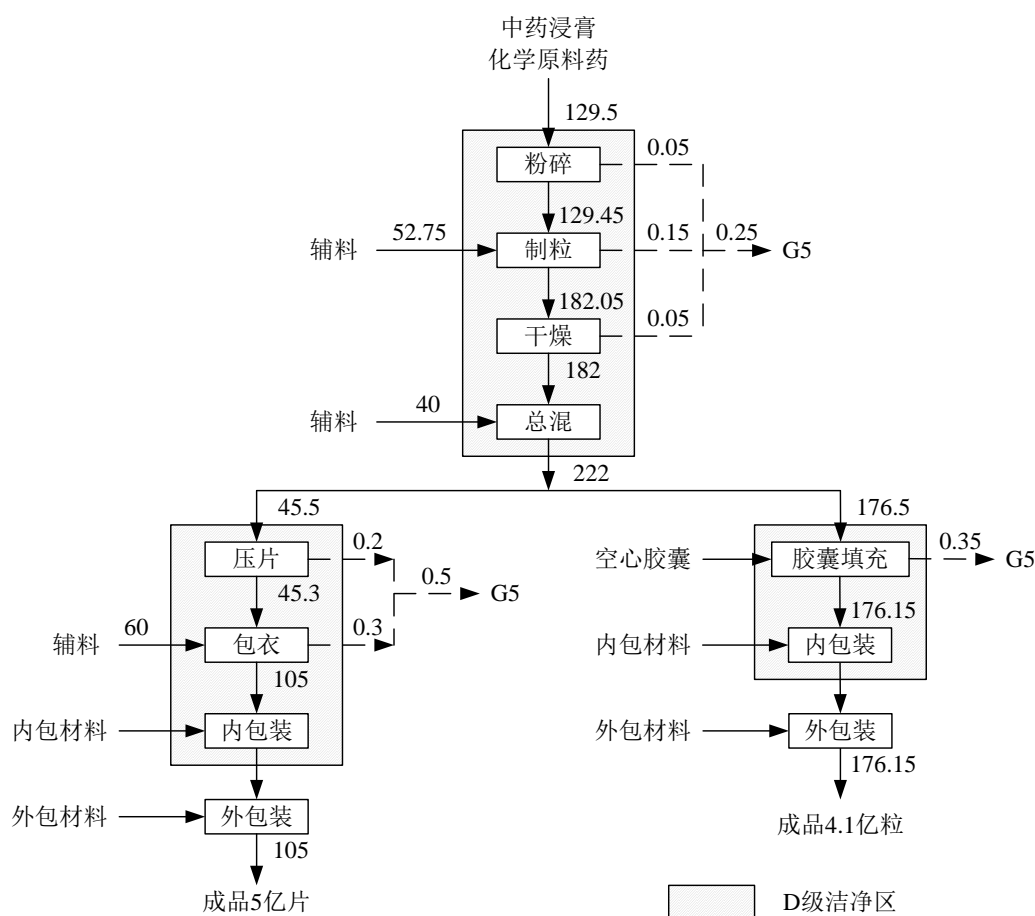 中药浸膏
化学原料药
129.5
粉碎
0.05
129.45
辅料
52.75
制粒
0.15
0.25
G5
182.05
干燥
0.05
182
辅料
40
总混
222
45.5
176.5
压片
0.2
45.3
0.5
G5
辅料
60
包衣
0.3
105
内包材料
内包装
外包材料
外包装
105
成品5亿片
空心胶囊
胶囊填充
0.35
G5
176.15
内包材料
内包装
外包材料
外包装
176.15
成品4.1亿粒
D级洁净区